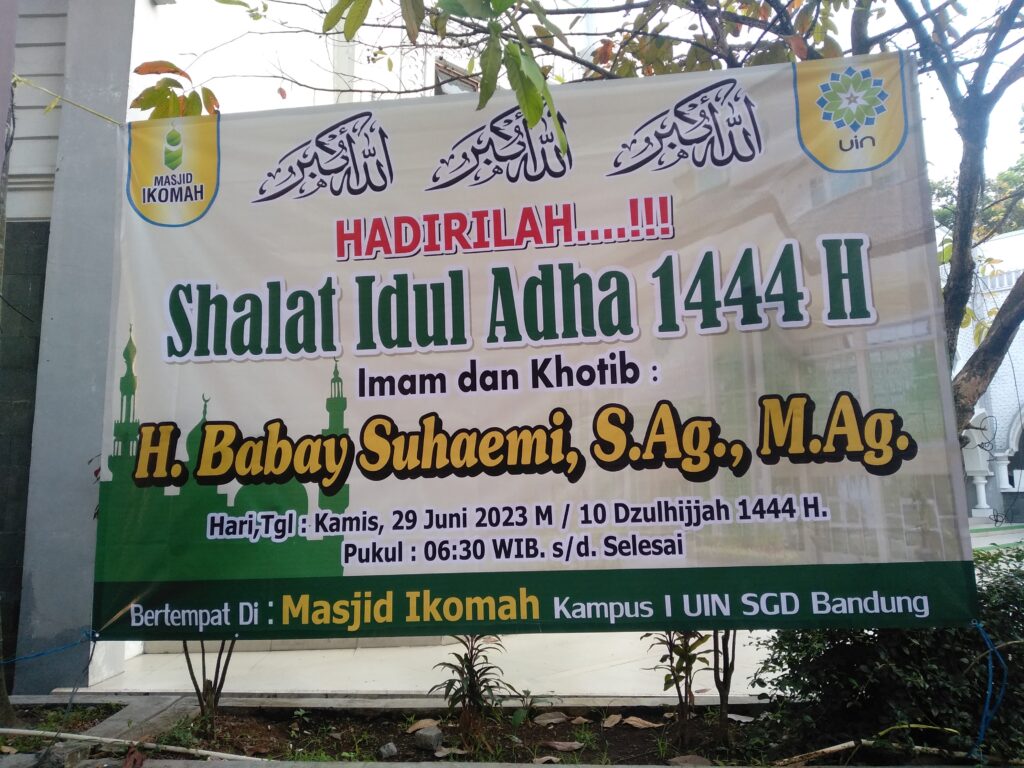 MASJID
IKOMAH
الله أكبر الله أكبر الله أكبر
uin
HADIRILAH....!!!
Shalat Idul Adha 1444 H
Imam dan Khotib :
H. Babay Suhaemi, S.Ag., M.Ag.
Hari,Tgl : Kamis, 29 Juni 2023 M / 10 Dzulhijjah 1444 H.
Pukul : 06:30 WIB. s/d. Selesai
Bertempat Di : Masjid Ikomah Kampus I UIN SGD Bandung